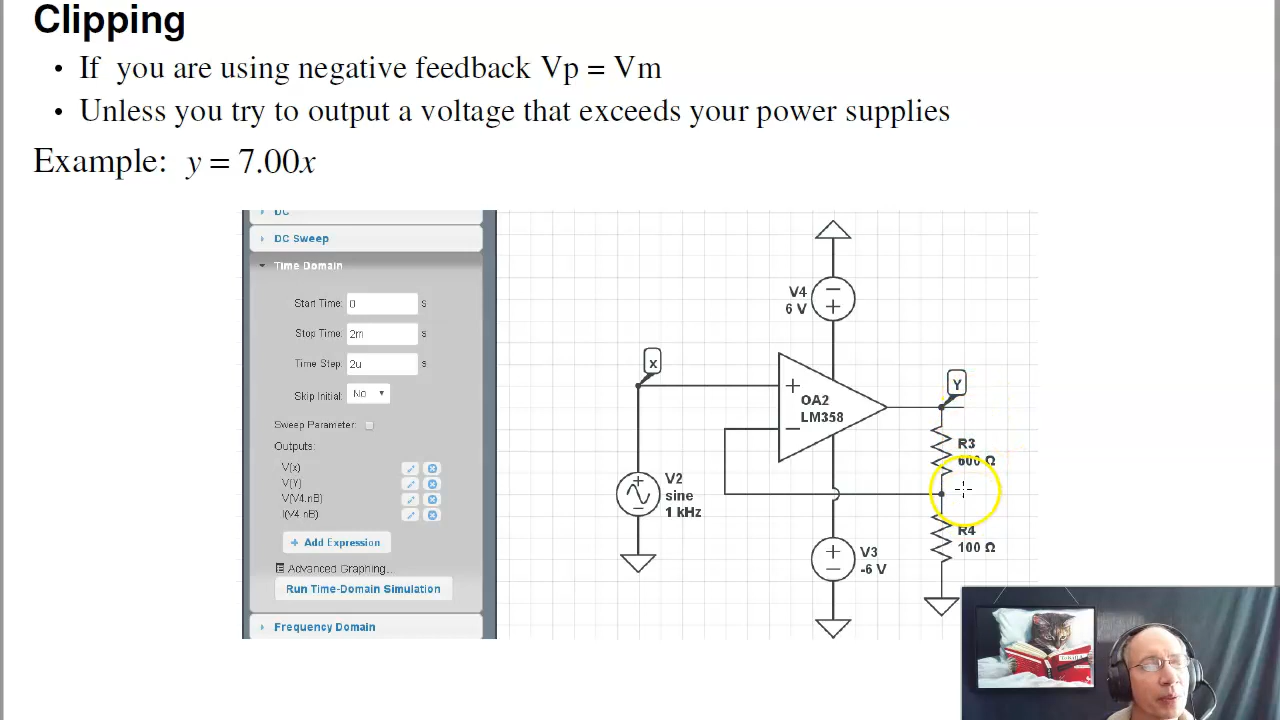 Clipping
• If you are using negative feedback Vp = Vm
• Unless you try to output a voltage that exceeds your power supplies
Example: y = 7.00x
DC
DC Sweep
Time Domain
Start Time: 0 s
Stop Time: 2m s
Time Step: 2u s
Skip Initial: No
Sweep Parameter:
Outputs:
V(x)
V(Y)
V(V4.nB)
I(V4.nB)
+ Add Expression
Advanced Graphing...
Run Time-Domain Simulation
Frequency Domain
V4
6 V
x
Y
OA2
LM358
R3
600 Ω
V2
sine
1 kHz
R4
100 Ω
V3
-6 V